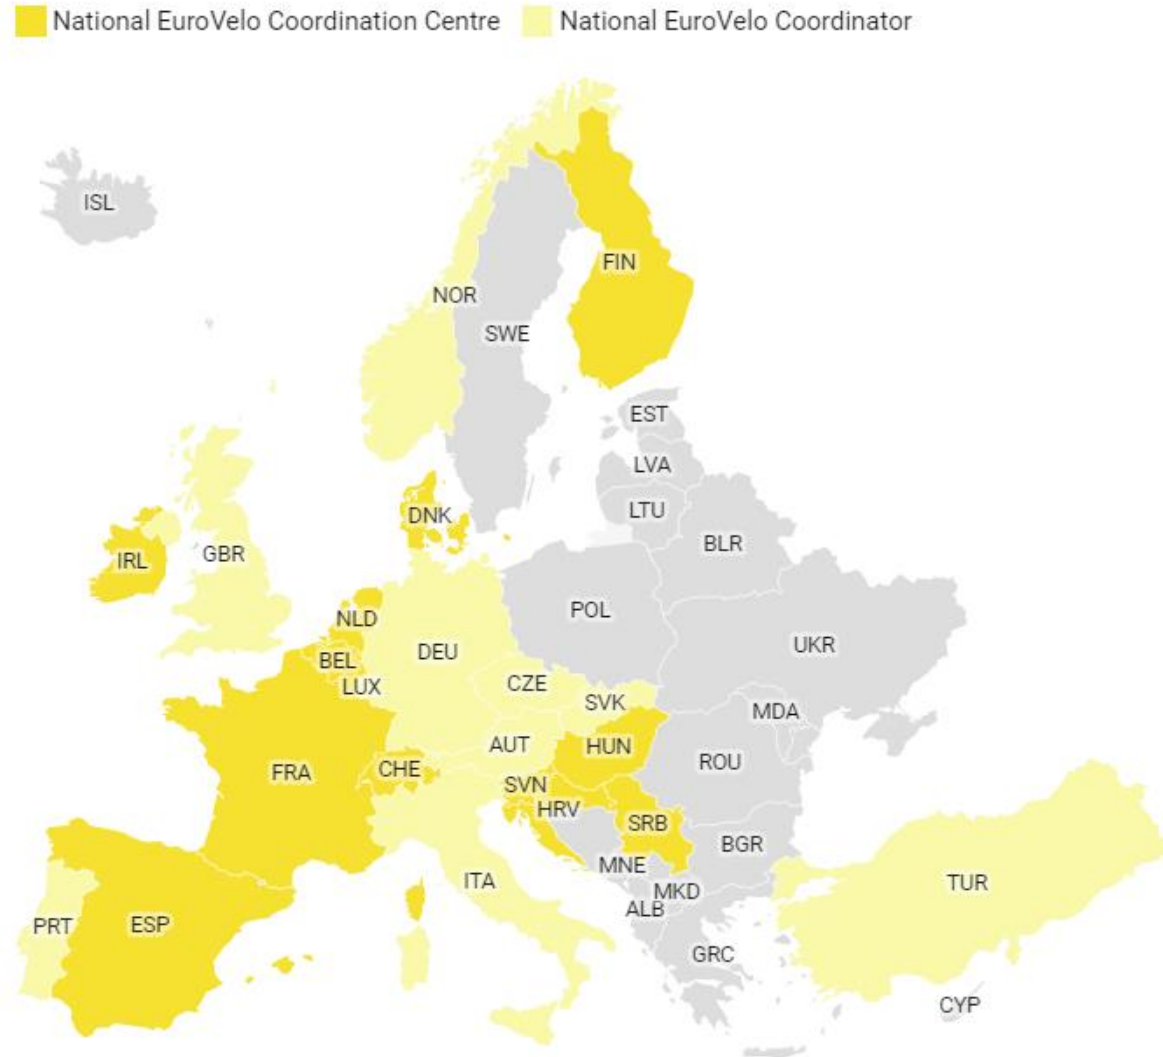 National EuroVelo Coordination Centre National EuroVelo Coordinator
ISL
FIN
NOR
SWE
EST
LVA
LTU
DNK
BLR
IRL
GBR
POL
NLD
UKR
DEU
BEL
CZE
LUX
SVK
MDA
AUT
HUN
ROU
CHE
FRA
SVN
HRV
SRB
BGR
MNE
ITA
TUR
MKD
ALB
PRT
ESP
GRC
CYP